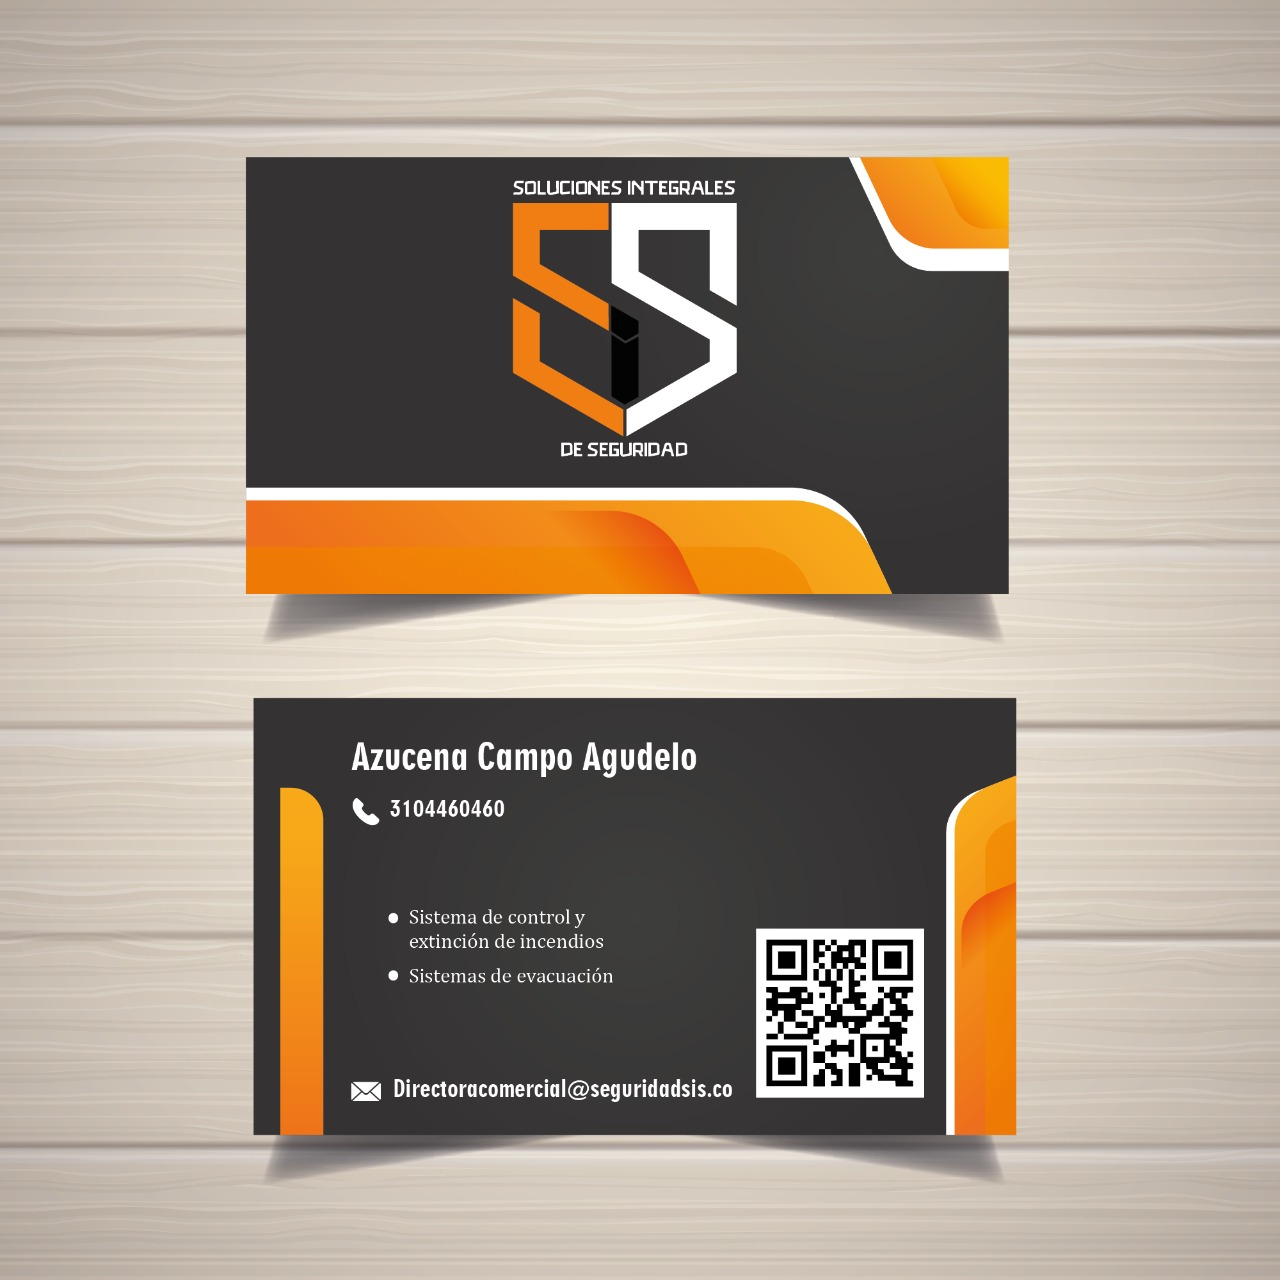 SOLUCIONES INTEGRALES
SIS
DE SEGURIDAD
Azucena Campo Agudelo
3104460460
Sistema de control y
extinción de incendios
Sistemas de evacuación
Directoracomercial@seguridadsis.co